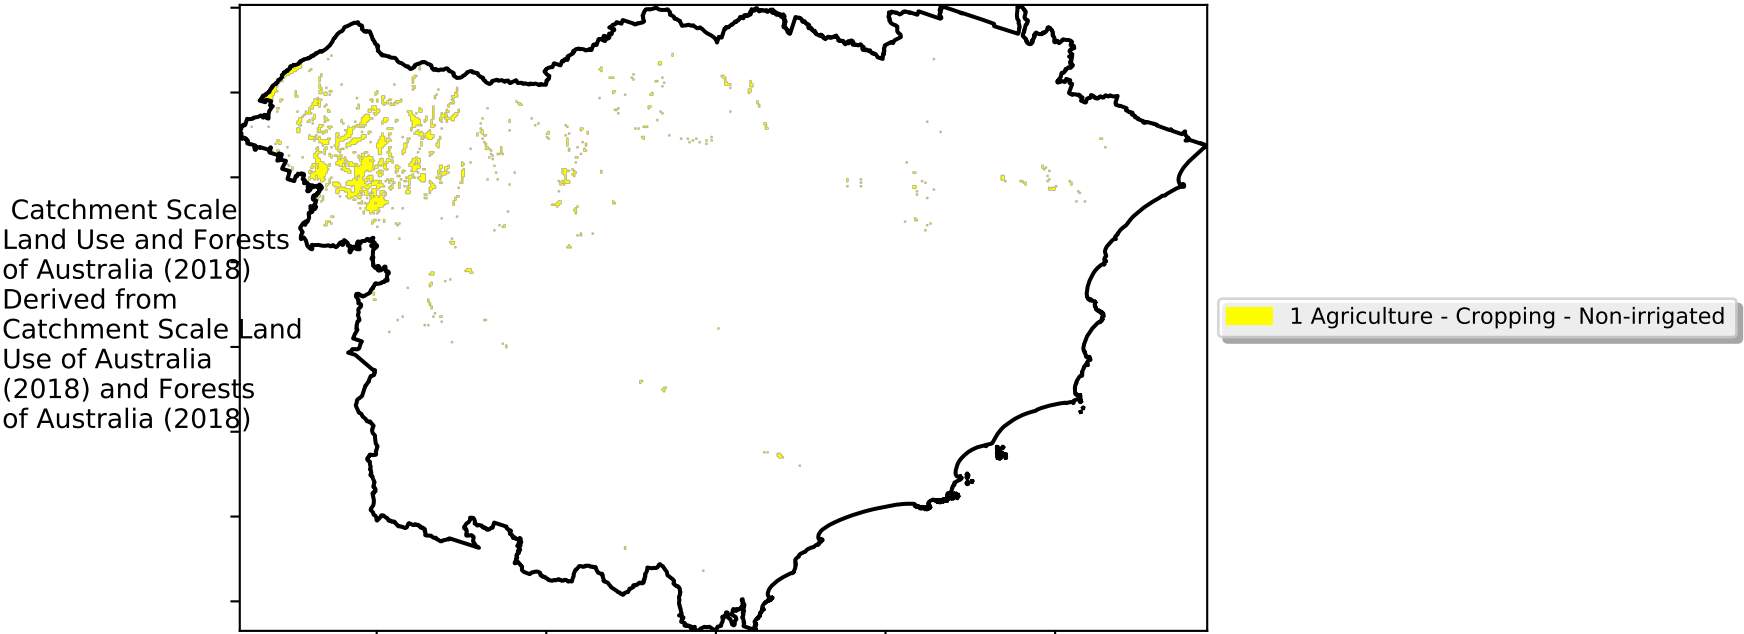 Catchment Scale
Land Use and Forests
of Australia (2018)
Derived from
Catchment Scale Land
Use of Australia
(2018) and Forests
of Australia (2018)
1 Agriculture - Cropping - Non-irrigated